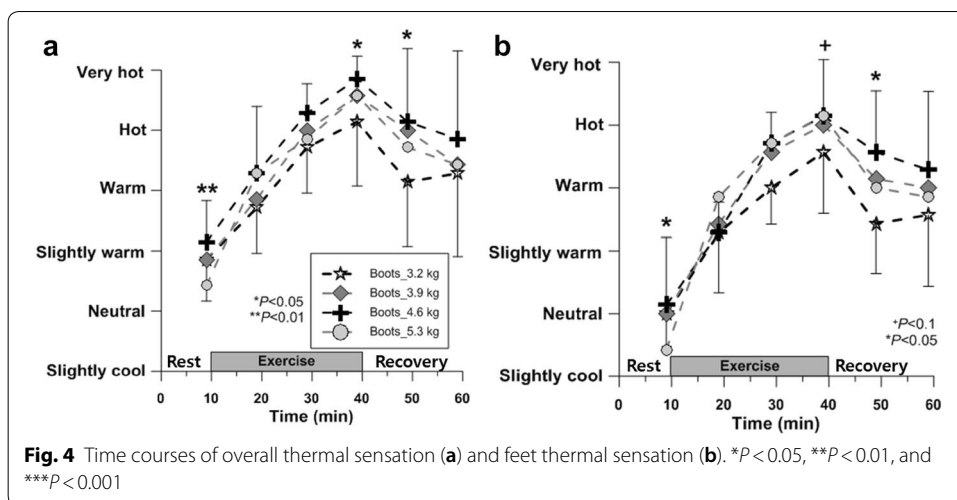 a
Very hot
Hot
Warm
Slightly warm
Neutral
Slightly cool
**
*
*
Boots_3.2 kg
Boots_3.9 kg
Boots_4.6 kg
Boots_5.3 kg
*P<0.05
**P<0.01
Rest Exercise Recovery
0 10 20 30 40 50 60
Time (min)
b
Very hot
Hot
Warm
Slightly warm
Neutral
Slightly cool
*
+
*
+P<0.1
*P<0.05
Rest Exercise Recovery
0 10 20 30 40 50 60
Time (min)
Fig. 4 Time courses of overall thermal sensation (a) and feet thermal sensation (b). *P < 0.05, **P < 0.01, and
***P < 0.001